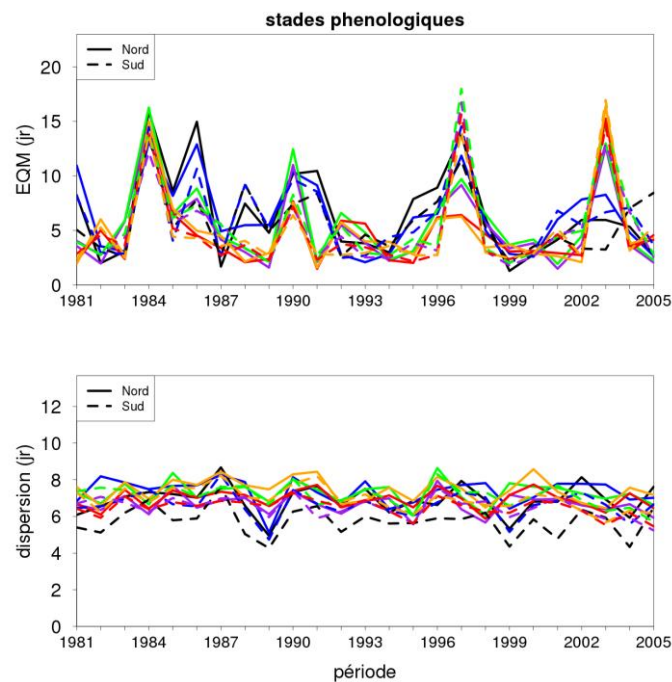 stades phenologiques
EQM (jr)
20
15
10
5
0
Nord
Sud
1981 1984 1987 1990 1993 1996 1999 2002 2005
dispersion (jr)
12
10
8
6
4
2
0
Nord
Sud
1981 1984 1987 1990 1993 1996 1999 2002 2005
période